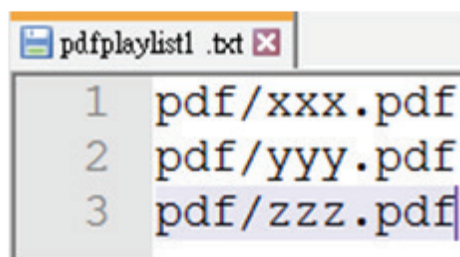 pdfplaylist1 .txt
1 pdf/xxx.pdf
2 pdf/yyy.pdf
3 pdf/zzz.pdf